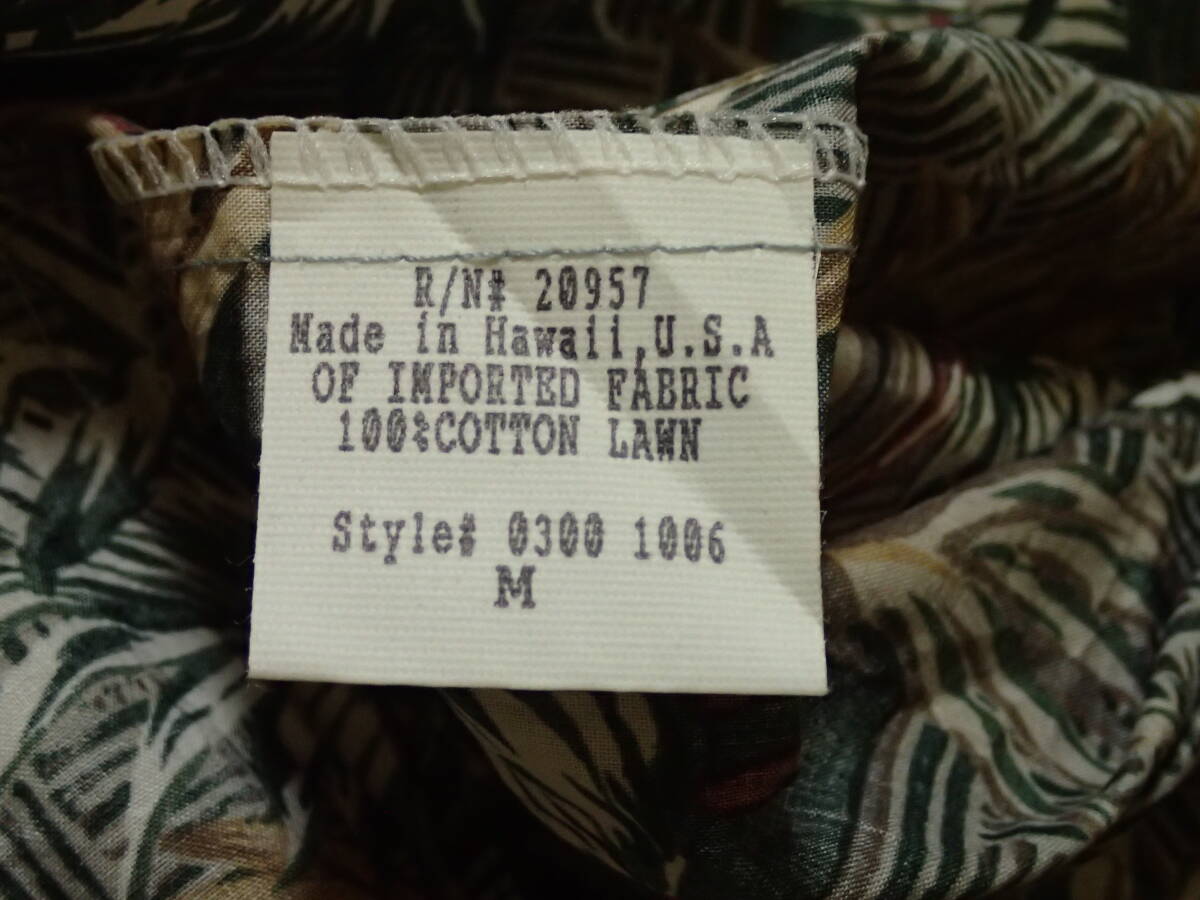 R/N# 20957
Made in Hawaii,U.S.A
OF IMPORTED FABRIC
100%COTTON LAWN
Style# 0300 1006
M